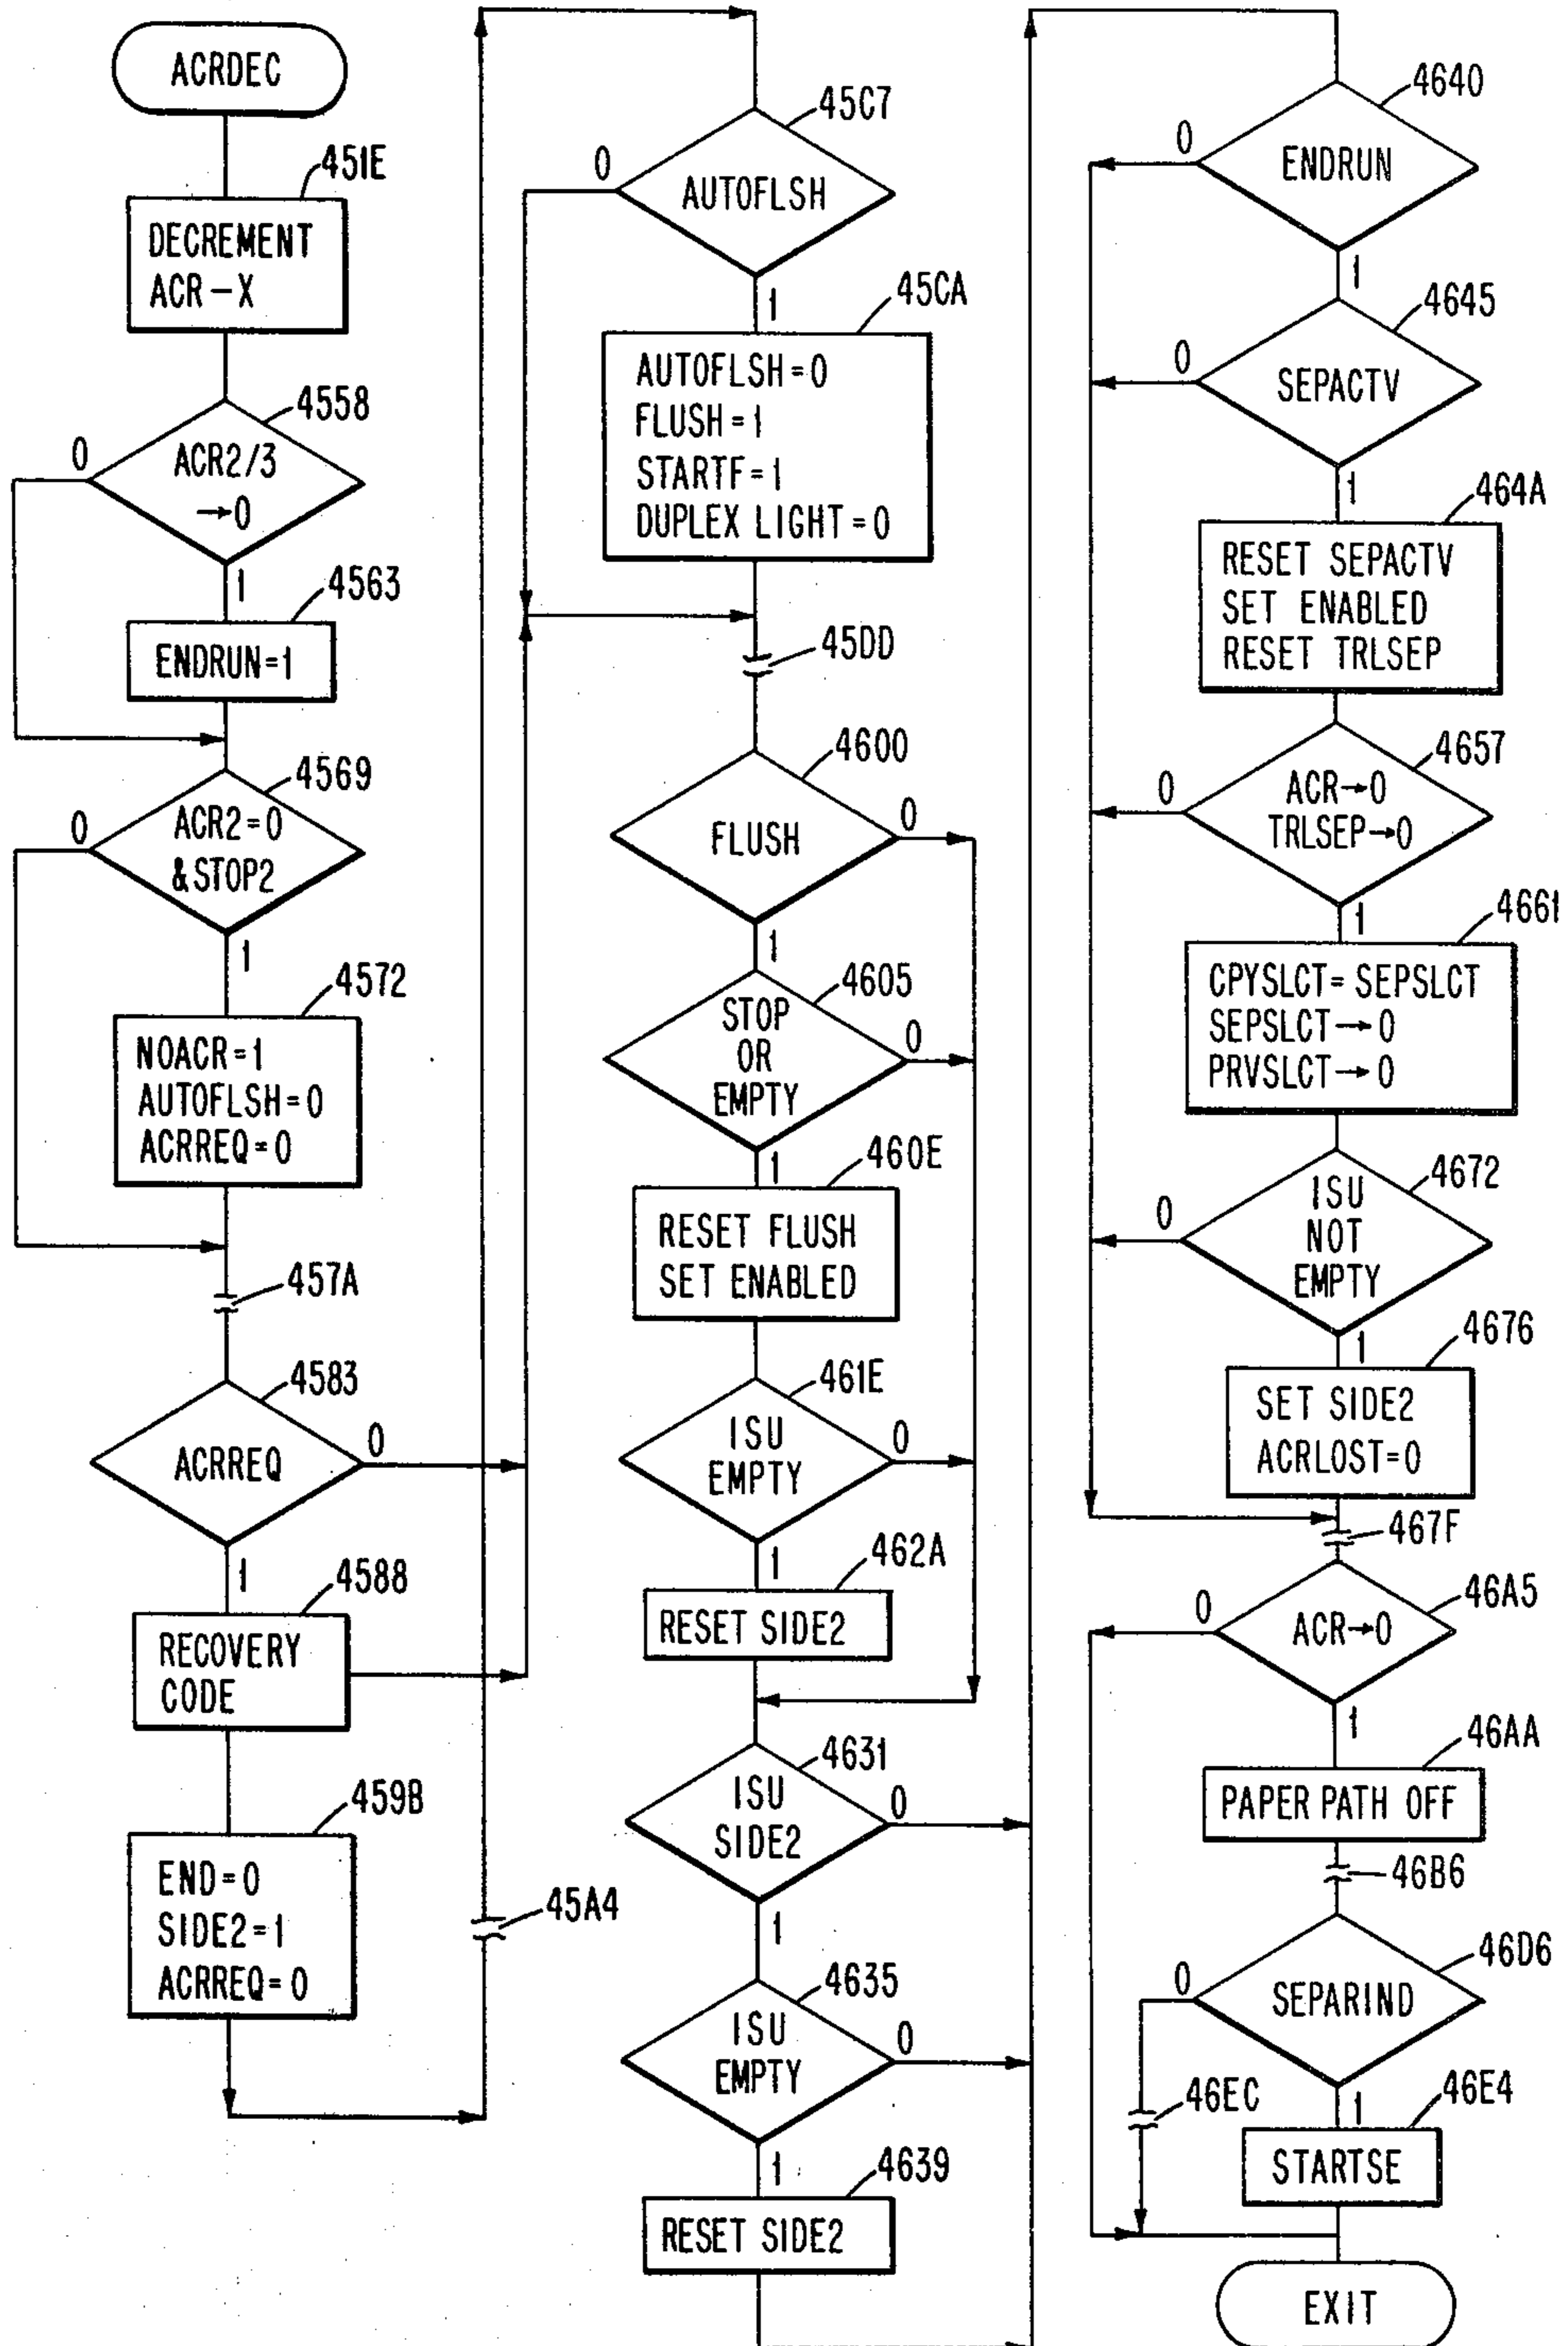 ACRDEC
451E
DECREMENT
ACR-X
4558
0
ACR2/3
→0
1
4563
ENDRUN=1
4569
0
ACR2=0
&STOP2
1
4572
NOACR=1
AUTOFLSH=0
ACRREQ=0
457A
4583
ACRREQ
0
1
4588
RECOVERY
CODE
459B
END=0
SIDE2=1
ACRREQ=0
45A4
45C7
0
AUTOFLSH
1
45CA
AUTOFLSH=0
FLUSH=1
STARTF=1
DUPLEX LIGHT=0
45DD
4600
FLUSH
0
1
4605
STOP
OR
EMPTY
0
1
460E
RESET FLUSH
SET ENABLED
461E
ISU
EMPTY
0
1
462A
RESET SIDE2
4631
ISU
SIDE2
0
1
4635
ISU
EMPTY
0
1
4639
RESET SIDE2
4640
0
ENDRUN
1
4645
0
SEPACTV
1
464A
RESET SEPACTV
SET ENABLED
RESET TRLSEP
4657
0
ACR→0
TRLSEP→0
1
4661
CPYSLCT=SEPSLCT
SEPSLCT→0
PRVSLCT→0
4672
0
ISU
NOT
EMPTY
1
4676
SET SIDE2
ACRLOST=0
467F
46A5
0
ACR→0
1
46AA
PAPER PATH OFF
46B6
46D6
0
SEPARIND
1
46EC
46E4
STARTSE
EXIT